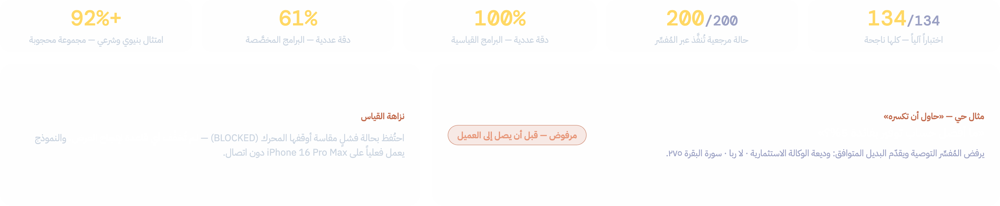 134/134
اختباراً آلياً — كلها ناجحة
200/200
حالة مرجعية تُنفَّذ عبر المُفسِّر
100%
دقة عددية — البرامج القياسية
61%
دقة عددية — البرامج المخصَّصة
92%+
امتثال بنيوي وشرعي — مجموعة محجوبة
مثال حي — «حاول أن تكسره»
مرفوض — قبل أن يصل إلى العميل
يرفض المُفسِّر التوصية ويقدّم البديل المتوافق: وديعة الوكالة الاستثمارية · لا ربا · سورة البقرة ٢٧٥.
نزاهة القياس
احتُفظ بحالة فشلٍ مقاسة أوقفها المحرك (BLOCKED) — والنموذج
يعمل فعلياً على iPhone 16 Pro Max دون اتصال.